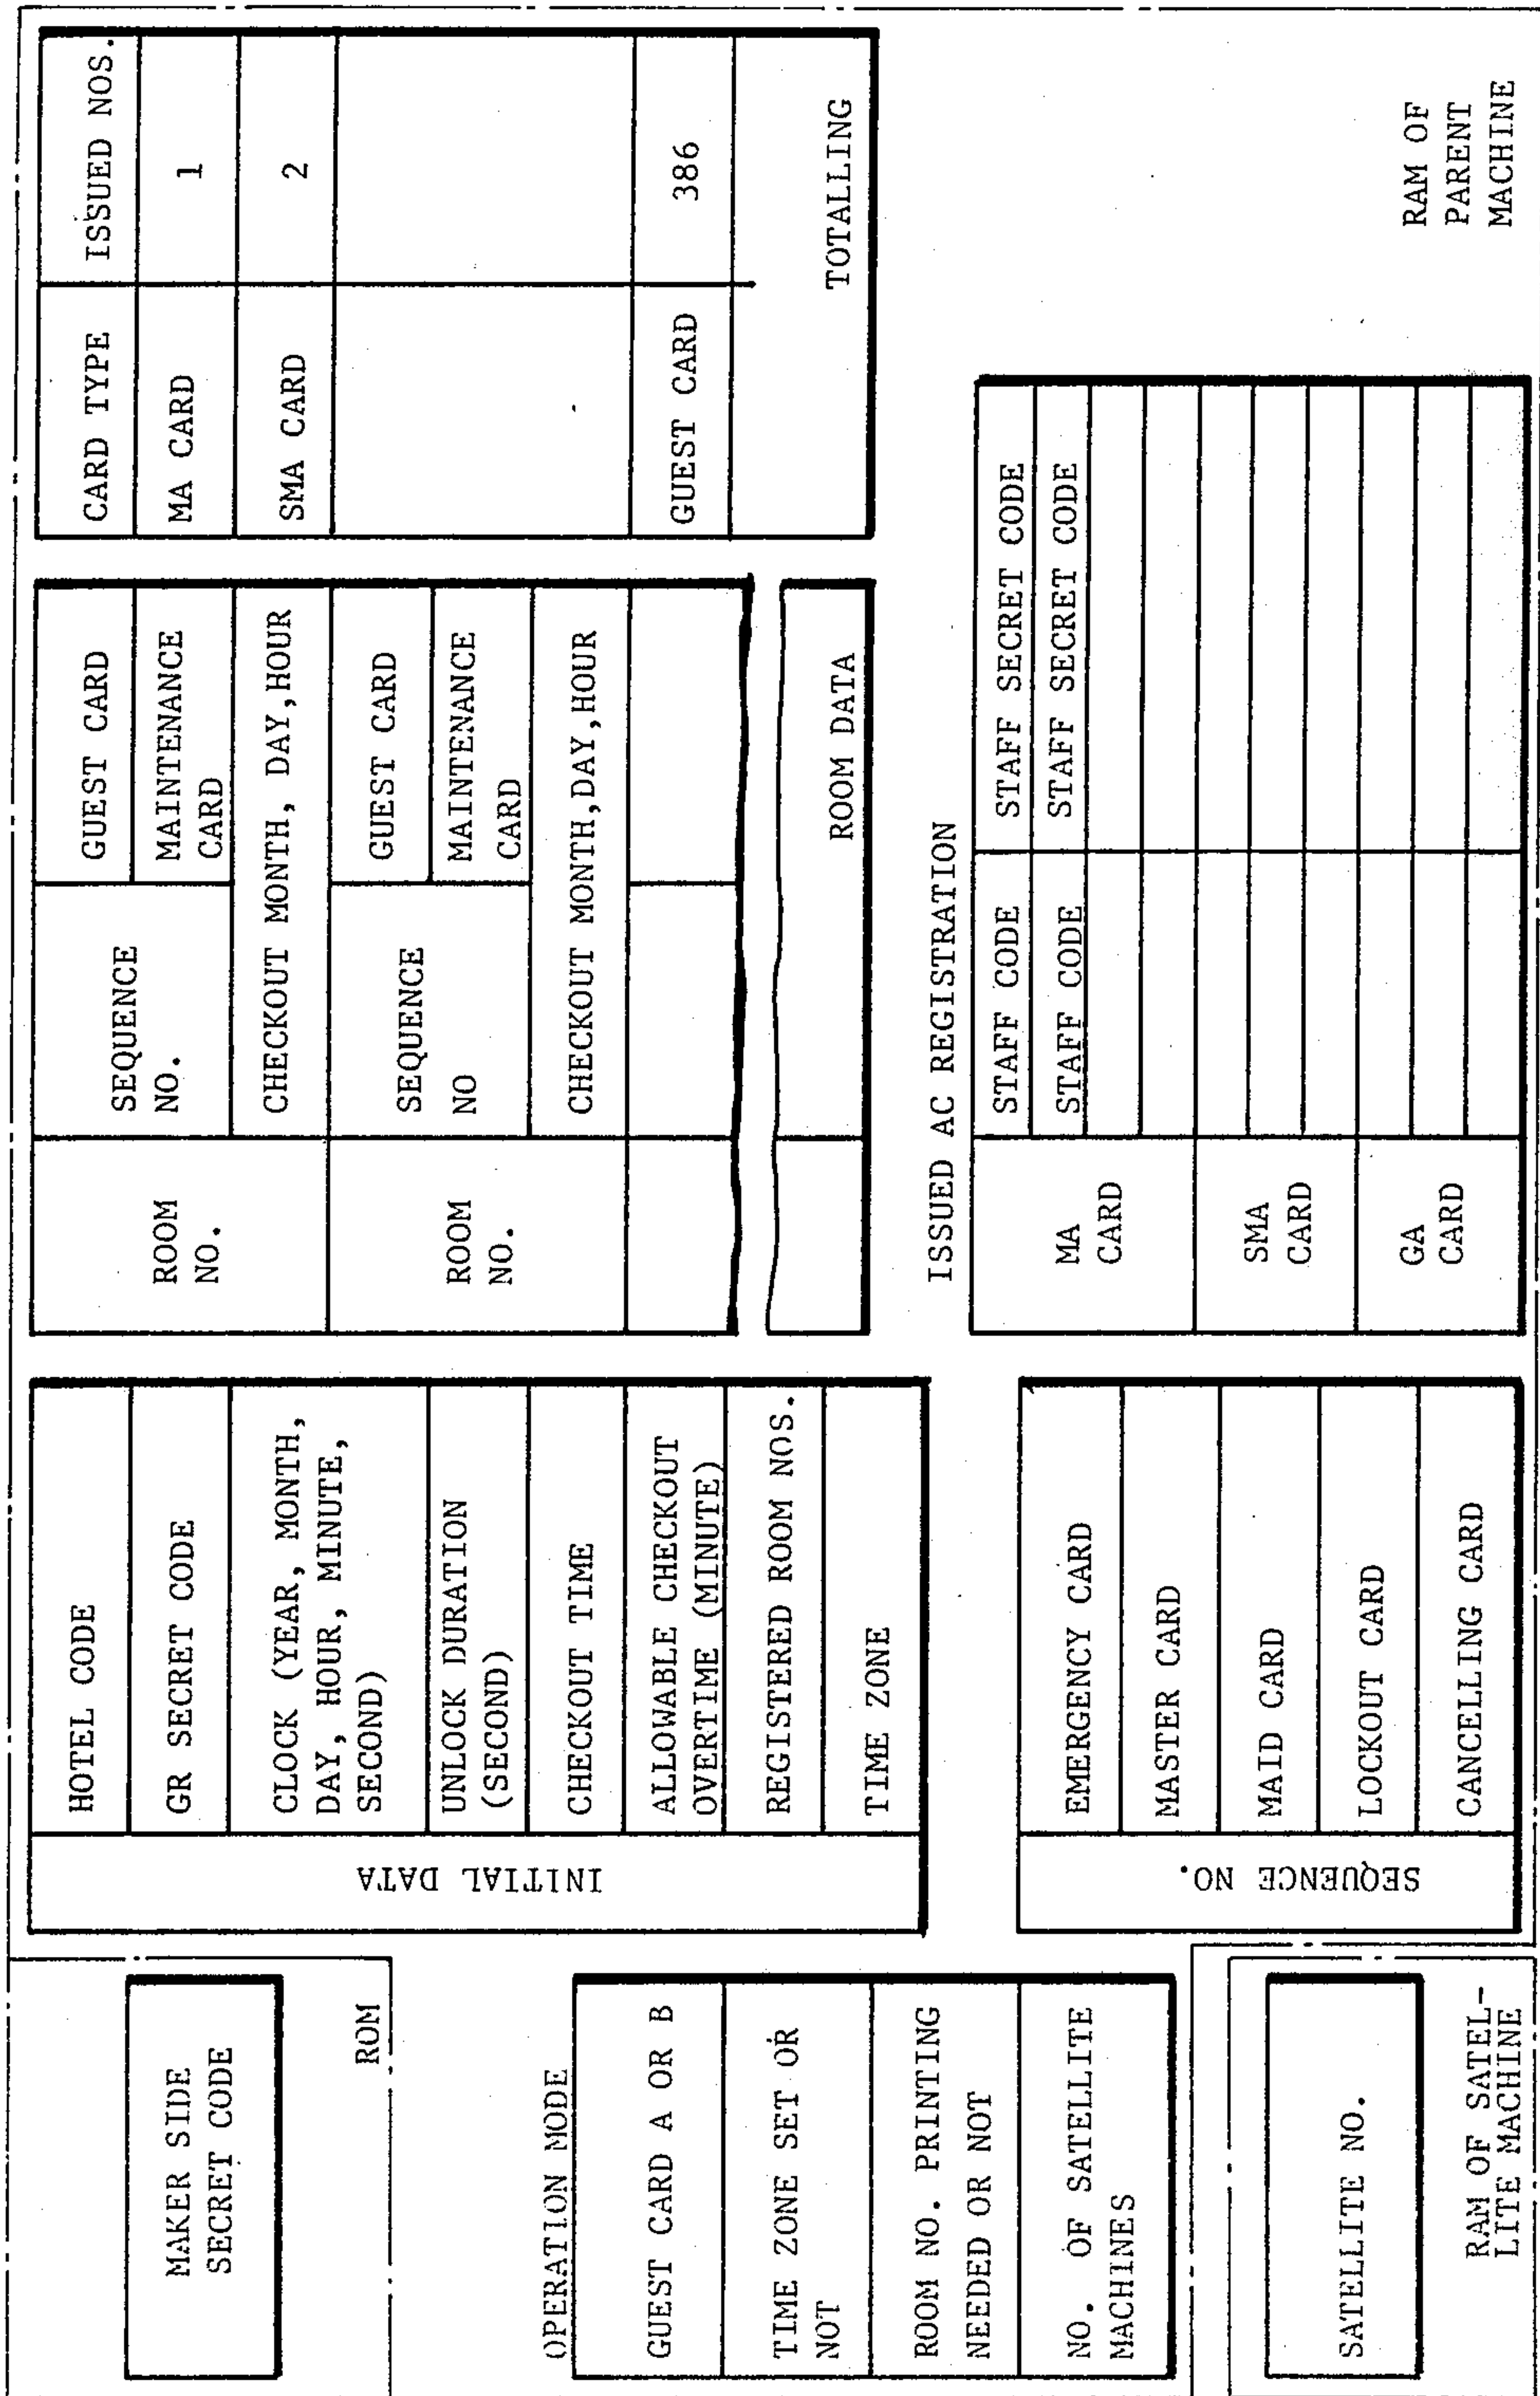 MAKER SIDE
SECRET CODE
ROM
OPERATION MODE
GUEST CARD A OR B
TIME ZONE SET OR
NOT
ROOM NO. PRINTING
NEEDED OR NOT
NO. OF SATELLITE
MACHINES
SATELLITE NO.
RAM OF SATEL-
LITE MACHINE
INITIAL DATA
HOTEL CODE
GR SECRET CODE
CLOCK (YEAR, MONTH,
DAY, HOUR, MINUTE,
SECOND)
UNLOCK DURATION
(SECOND)
CHECKOUT TIME
ALLOWABLE CHECKOUT
OVERTIME (MINUTE)
REGISTERED ROOM NOS.
TIME ZONE
SEQUENCE NO.
EMERGENCY CARD
MASTER CARD
MAID CARD
LOCKOUT CARD
CANCELLING CARD
ROOM
NO.
SEQUENCE
NO.
GUEST CARD
MAINTENANCE
CARD
CHECKOUT MONTH, DAY,HOUR
ROOM
NO.
SEQUENCE
NO
GUEST CARD
MAINTENANCE
CARD
CHECKOUT MONTH,DAY,HOUR
ROOM DATA
ISSUED AC REGISTRATION
MA
CARD
STAFF CODE STAFF SECRET CODE
STAFF CODE STAFF SECRET CODE
SMA
CARD
GA
CARD
CARD TYPE ISSUED NOS.
MA CARD 1
SMA CARD 2
GUEST CARD 386
TOTALLING
RAM OF
PARENT
MACHINE